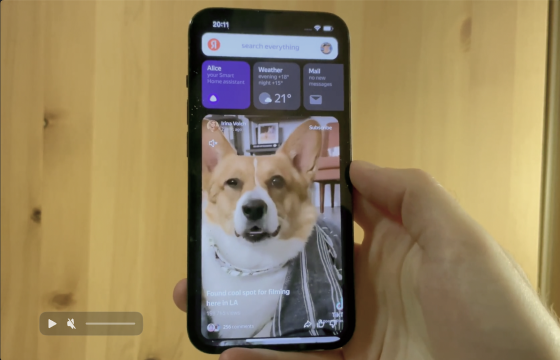 20:11
Я
search everything
Alice
your Smart
Home assistant
Weather
evening +18°
night +15°
21°
Mail
no new
messages
Subscribe
Found cool spot for filming
here in LA